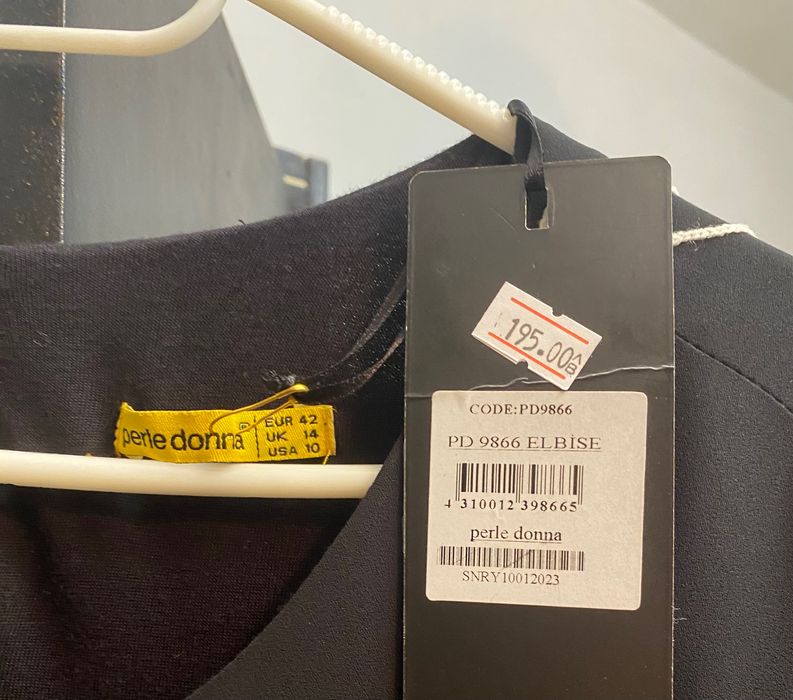 perle donna
EUR 42
UK 14
USA 10
195.00
CODE:PD9866
PD 9866 ELBİSE
4 310012 398665
perle donna
SNRY10012023